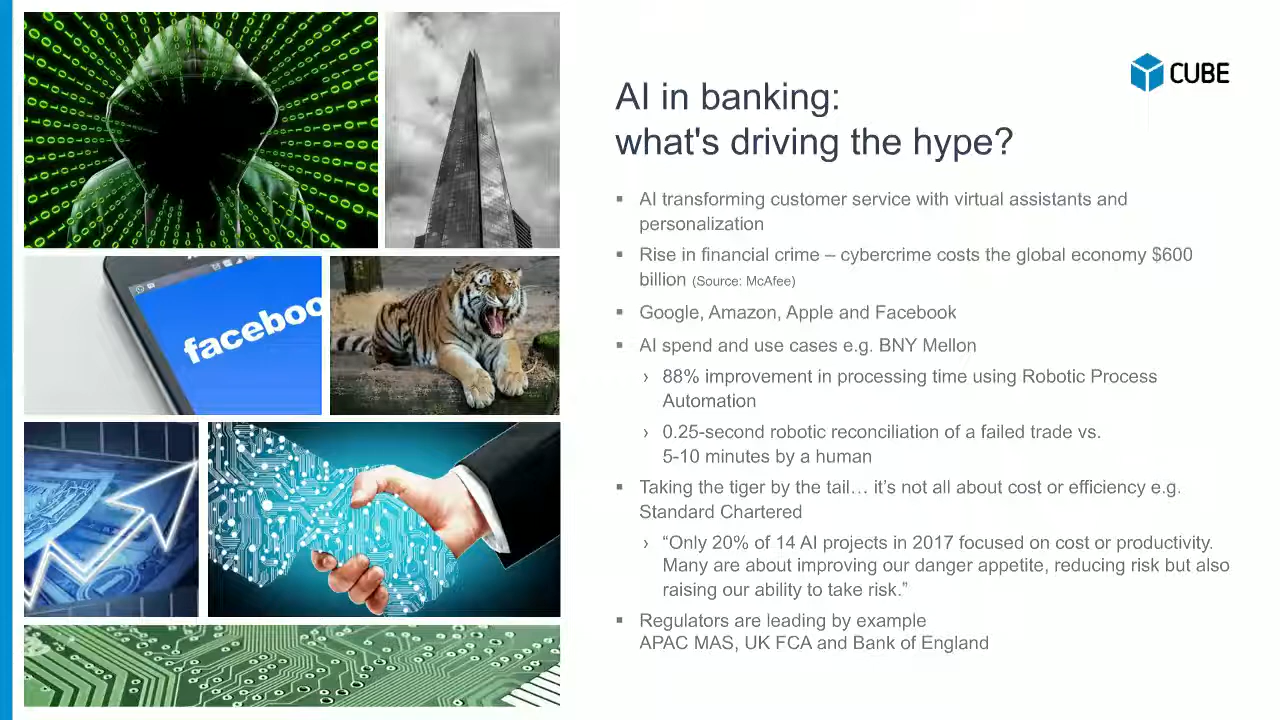 CUBE
AI in banking:
what's driving the hype?
▪ AI transforming customer service with virtual assistants and
personalization
▪ Rise in financial crime – cybercrime costs the global economy $600
billion (Source: McAfee)
▪ Google, Amazon, Apple and Facebook
▪ AI spend and use cases e.g. BNY Mellon
› 88% improvement in processing time using Robotic Process
Automation
› 0.25-second robotic reconciliation of a failed trade vs.
5-10 minutes by a human
▪ Taking the tiger by the tail… it’s not all about cost or efficiency e.g.
Standard Chartered
› “Only 20% of 14 AI projects in 2017 focused on cost or productivity.
Many are about improving our danger appetite, reducing risk but also
raising our ability to take risk.”
▪ Regulators are leading by example
APAC MAS, UK FCA and Bank of England
faceboo